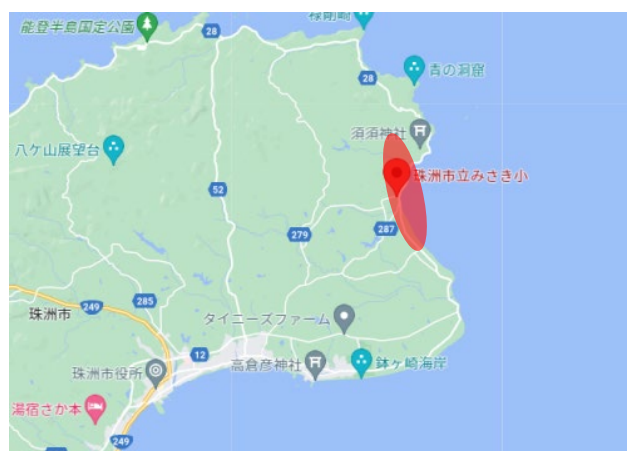 能登半島国定公園
28
禄剛崎
28
青の洞窟
須須神社
八ケ山展望台
珠洲市立みさき小
52
287
279
285
249
珠洲市
タイニーズファーム
12
高倉彦神社
鉢ヶ崎海岸
珠洲市役所
湯宿さか本
249